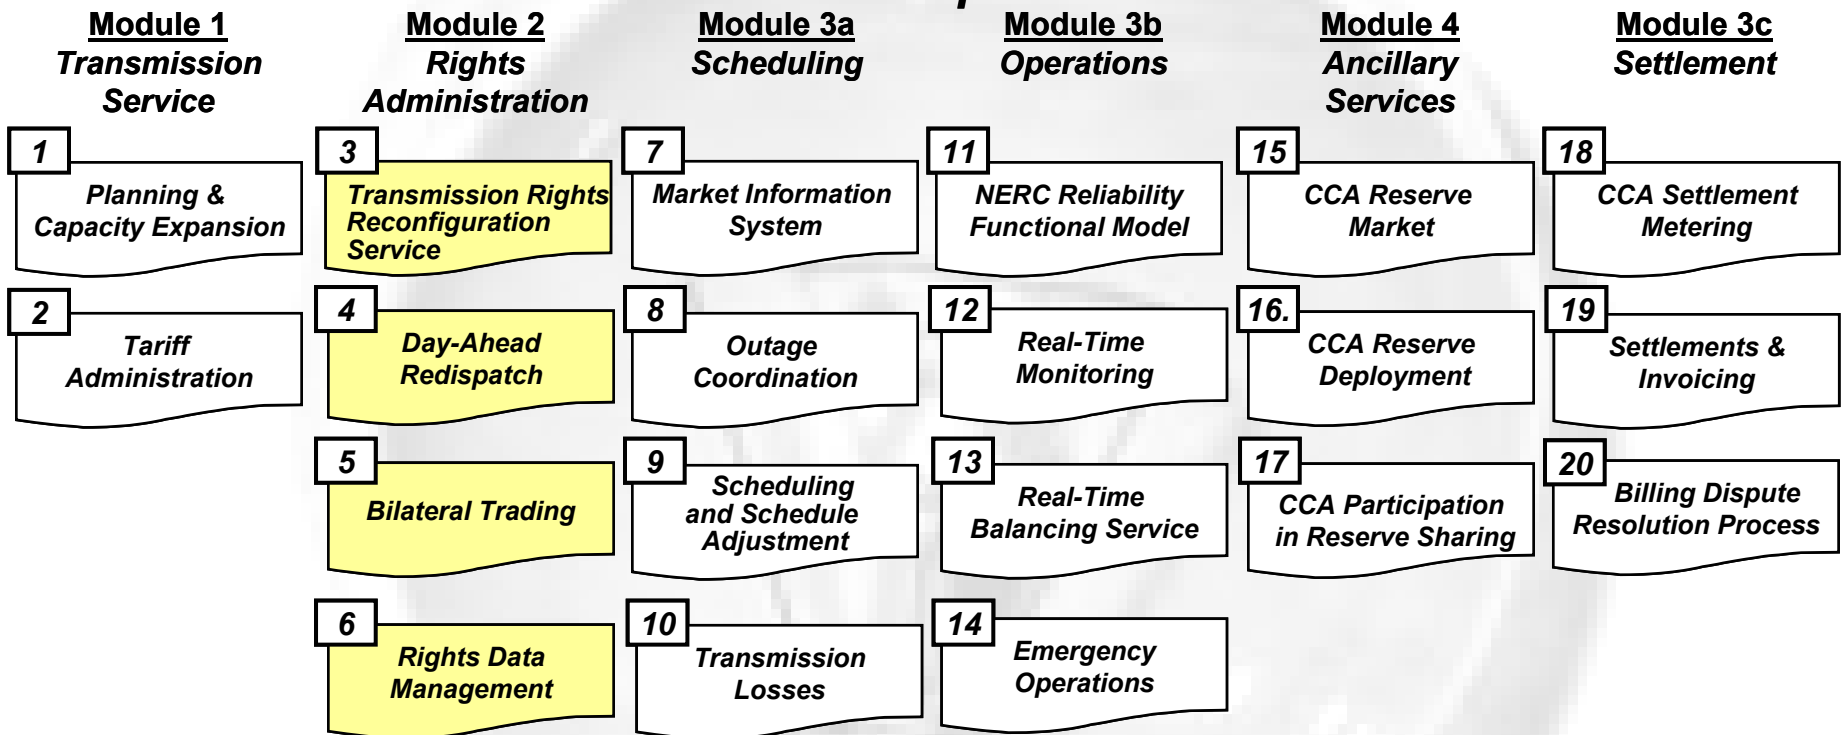 Module 1
Transmission
Service
Module 2
Rights
Administration
Module 3a
Scheduling
Module 3b
Operations
Module 4
Ancillary
Services
Module 3c
Settlement
1
Planning &
Capacity Expansion
2
Tariff
Administration
3
Transmission Rights
Reconfiguration
Service
4
Day-Ahead
Redispatch
5
Bilateral Trading
6
Rights Data
Management
7
Market Information
System
8
Outage
Coordination
9
Scheduling
and Schedule
Adjustment
10
Transmission
Losses
11
NERC Reliability
Functional Model
12
Real-Time
Monitoring
13
Real-Time
Balancing Service
14
Emergency
Operations
15
CCA Reserve
Market
16.
CCA Reserve
Deployment
17
CCA Participation
in Reserve Sharing
18
CCA Settlement
Metering
19
Settlements &
Invoicing
20
Billing Dispute
Resolution Process